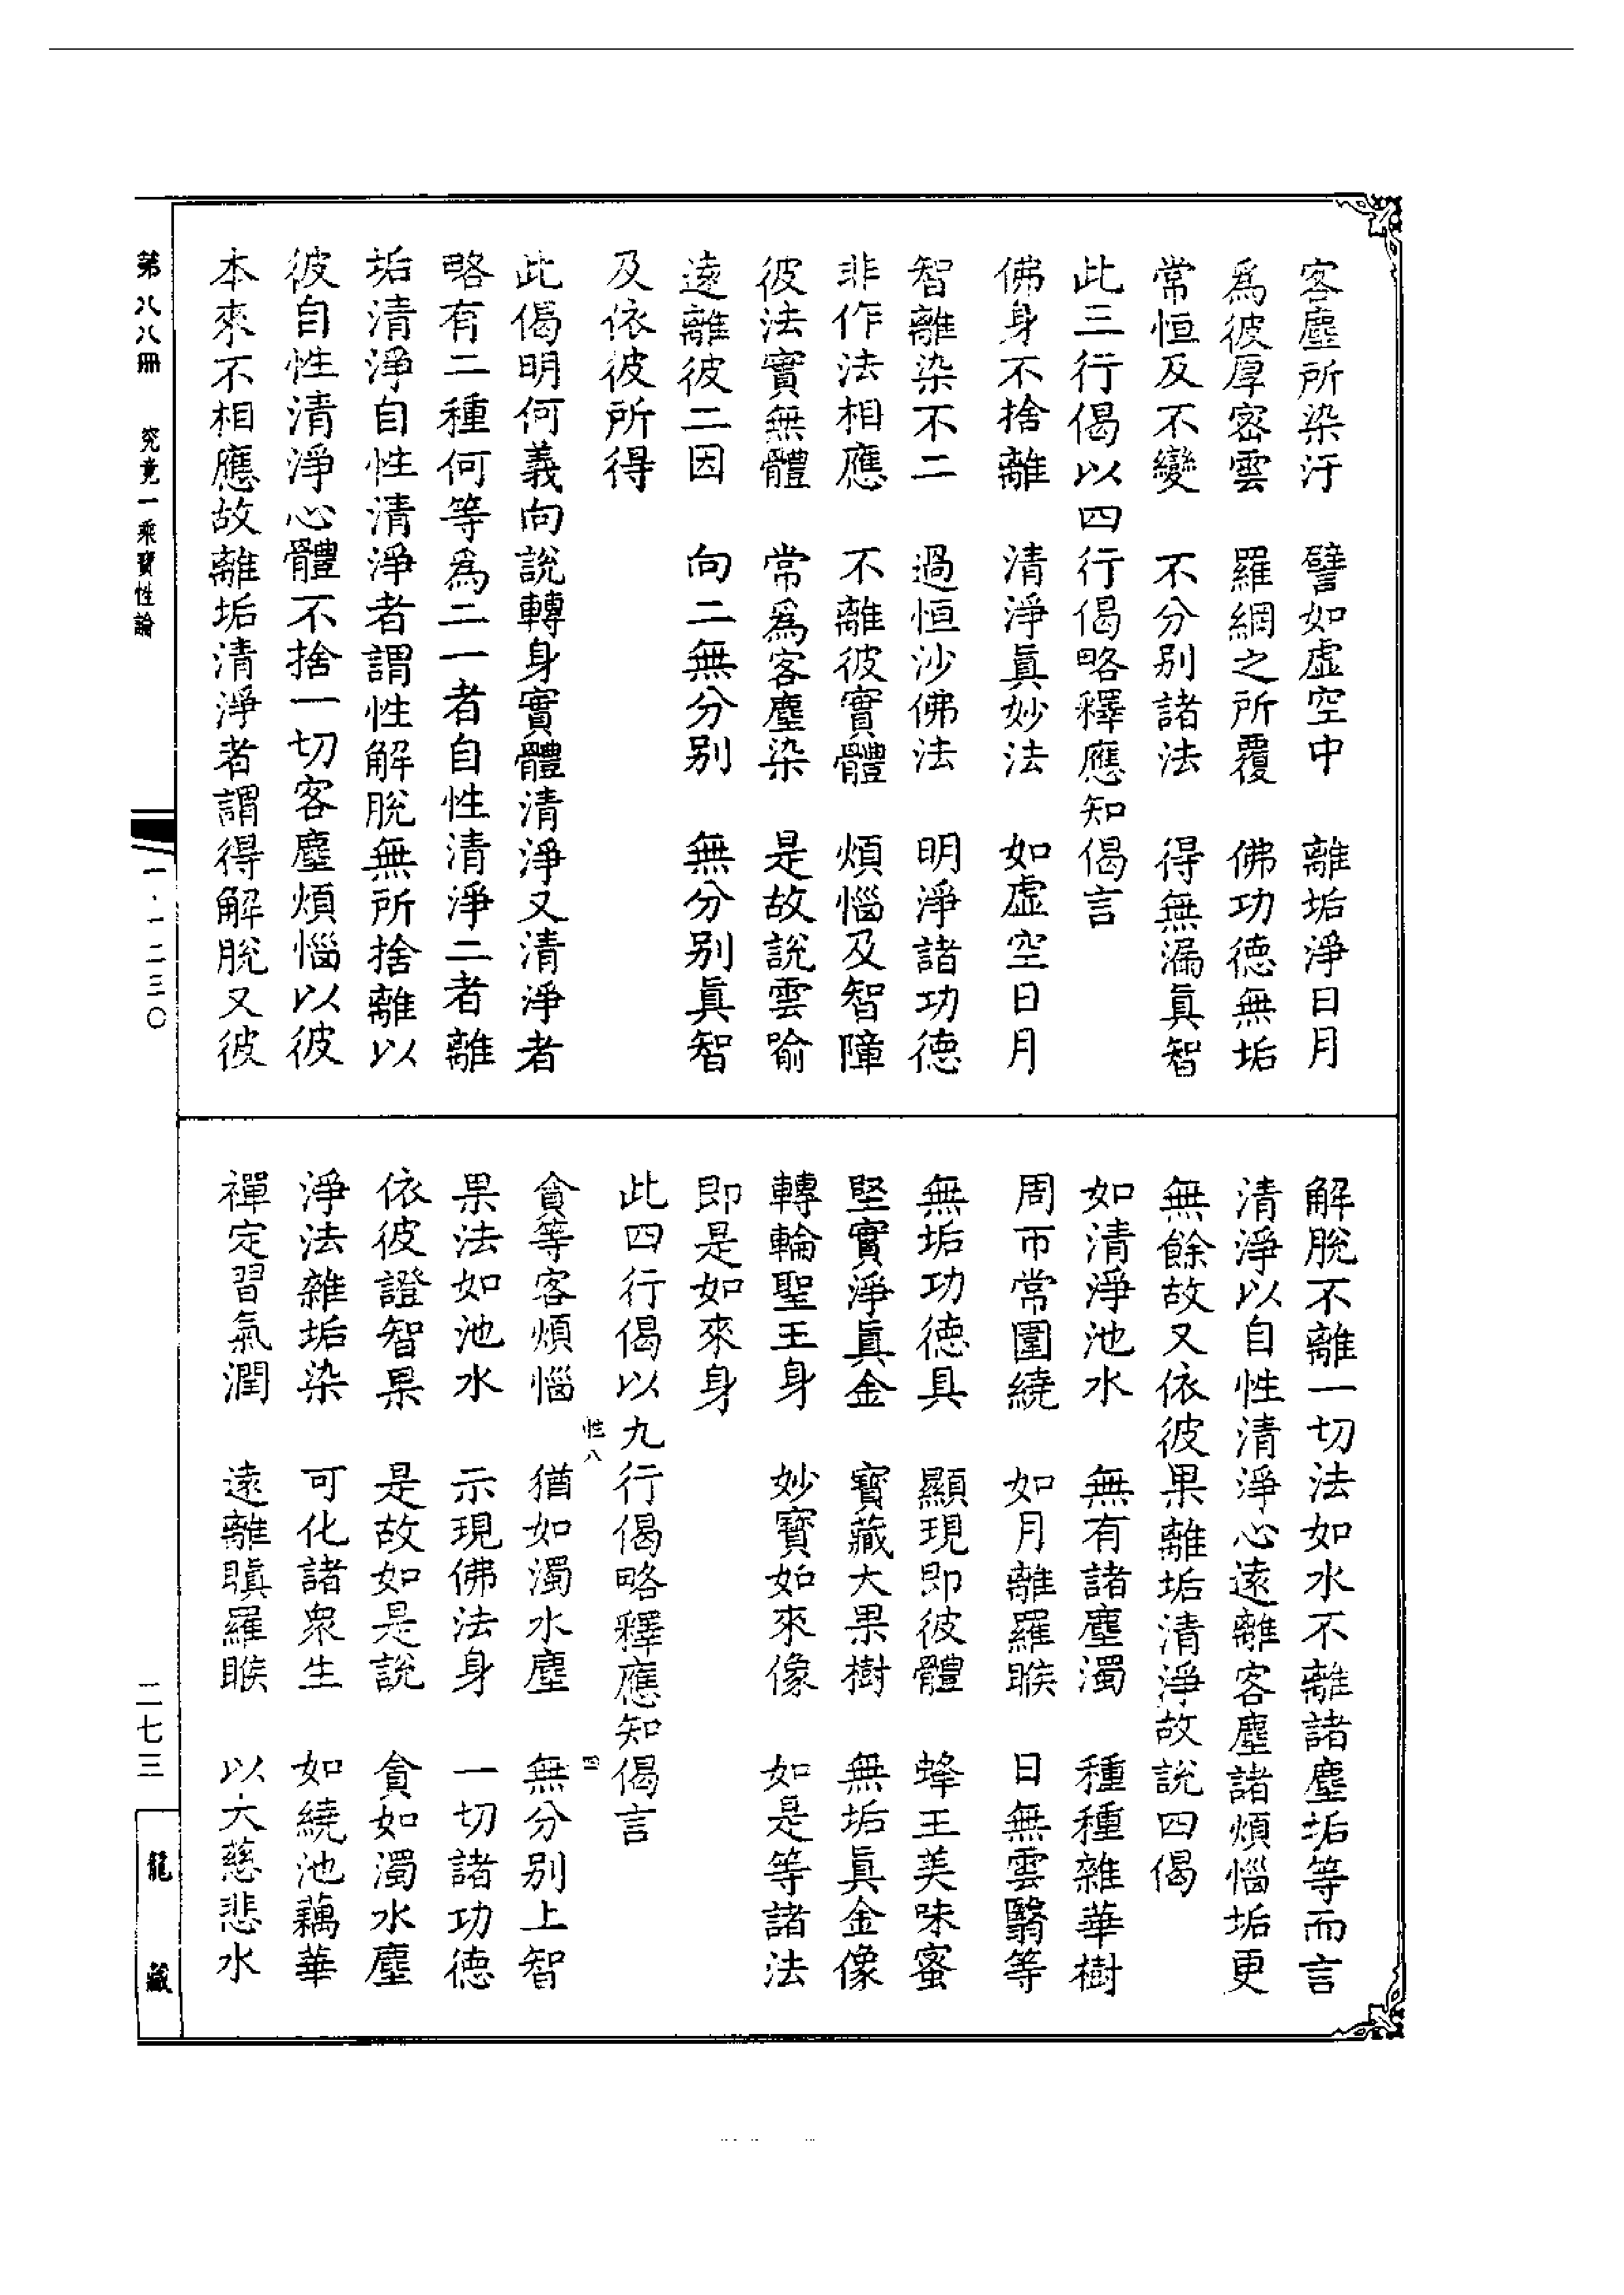 客塵所染汙　譬如虛空中　離垢淨日月
爲彼厚密雲　羅網之所覆　佛功德無垢
常恒及不變　不分別諸法　得無漏真智
此三行偈以四行偈略釋應知偈言
佛身不捨離　清淨眞妙法　如虛空日月
智離染不二　過恒沙佛法　明淨諸功德
非作法相應　不離彼實體　煩惱及智障
彼法實無體　常爲客塵染　是故說雲喻
遠離彼二因　向二無分別　無分別眞智
及依彼所得
此偈明何義向說轉身實體清淨又清淨者
略有二種何等爲二一者自性清淨二者離
垢清淨自性清淨者謂性解脫無所捨離以
彼自性清淨心體不捨一切客塵煩惱以彼
本來不相應故離垢清淨者謂得解脫又彼
解脫不離一切法如水不離諸塵垢等而言
清淨以自性清淨心遠離客塵諸煩惱垢更
無餘故又依彼果離垢清淨故說四偈
如清淨池水　無有諸塵濁　種種雜華樹
周帀常圍繞　如月離羅睺　日無雲翳等
無垢功德具　顯現即彼體　蜂王美味蜜
堅實淨眞金　寶藏大果樹　無垢眞金像
轉輪聖王身　妙寶如來像　如是等諸法
即是如來身
此四行偈以九行偈略釋應知偈言
性八　四
貪等客煩惱　猶如濁水塵　無分別上智
果法如池水　示現佛法身　一切諸功德
依彼證智果　是故如是說　貪如濁水塵
淨法雜垢染　可化諸衆生　如繞池藕華
禪定習氣潤　遠離瞋羅睺　以大慈悲水
第八八冊　究竟一乘寶性論
一·一二三〇
二七三
龍藏